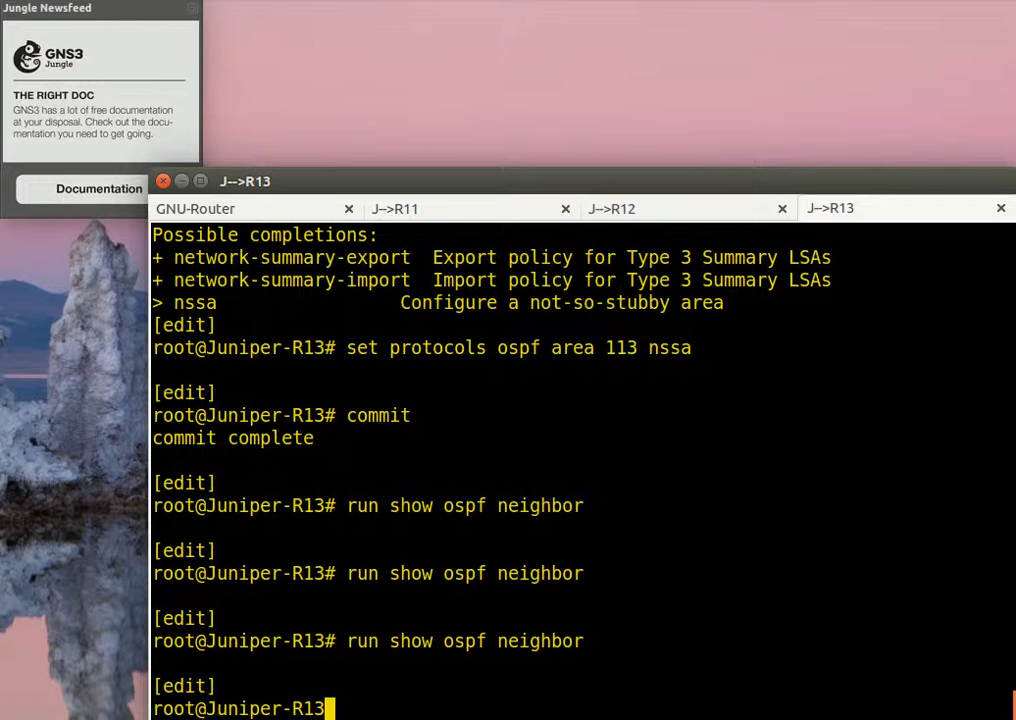 Jungle Newsfeed
GNS3
Jungle
THE RIGHT DOC
GNS3 has a lot of free documentation
at your disposal. Check out the docu-
mentation you need to get going.
Documentation
J-->R13
GNU-Router
J-->R11
J-->R12
J-->R13
Possible completions:
+ network-summary-export  Export policy for Type 3 Summary LSAs
+ network-summary-import  Import policy for Type 3 Summary LSAs
> nssa                 Configure a not-so-stubby area
[edit]
root@Juniper-R13# set protocols ospf area 113 nssa
[edit]
root@Juniper-R13# commit
commit complete
[edit]
root@Juniper-R13# run show ospf neighbor
[edit]
root@Juniper-R13# run show ospf neighbor
[edit]
root@Juniper-R13# run show ospf neighbor
[edit]
root@Juniper-R13